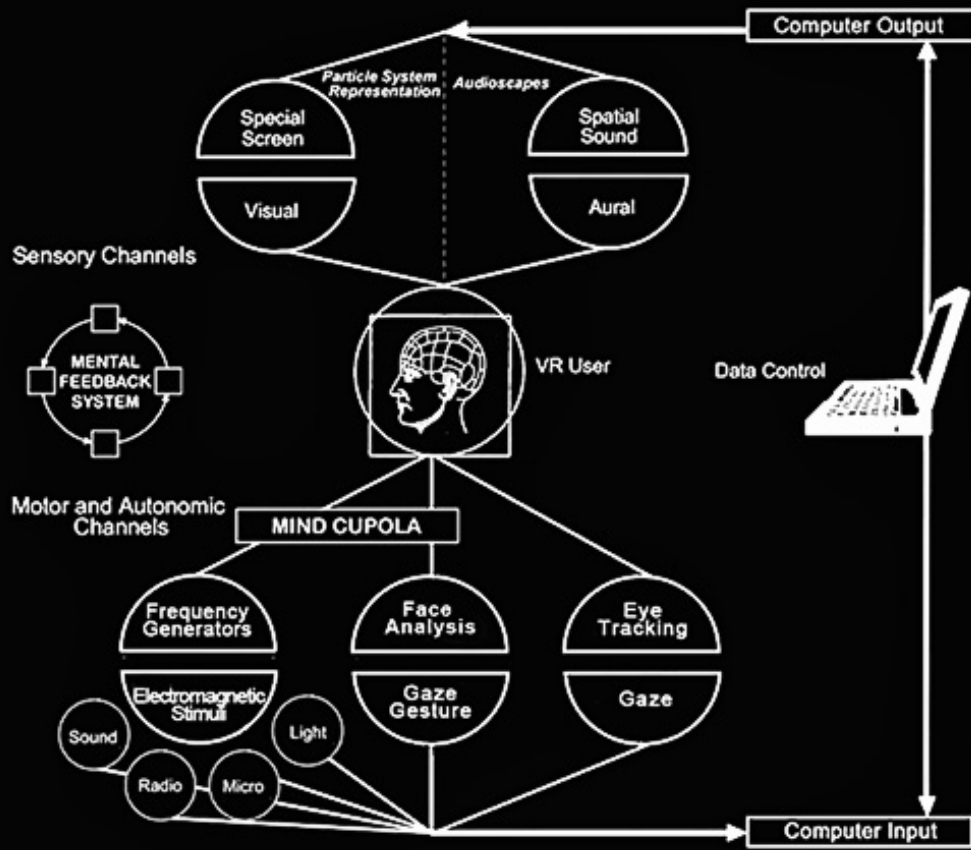 Computer Output
Particle System
Representation
Audioscapes
Special
Screen
Spatial
Sound
Visual
Aural
Sensory Channels
MENTAL
FEEDBACK
SYSTEM
VR User
Data Control
Motor and Autonomic
Channels
MIND CUPOLA
Frequency
Generators
Face
Analysis
Eye
Tracking
Electromagnetic
Stimuli
Gaze
Gesture
Gaze
Sound
Light
Radio
Micro
Computer Input